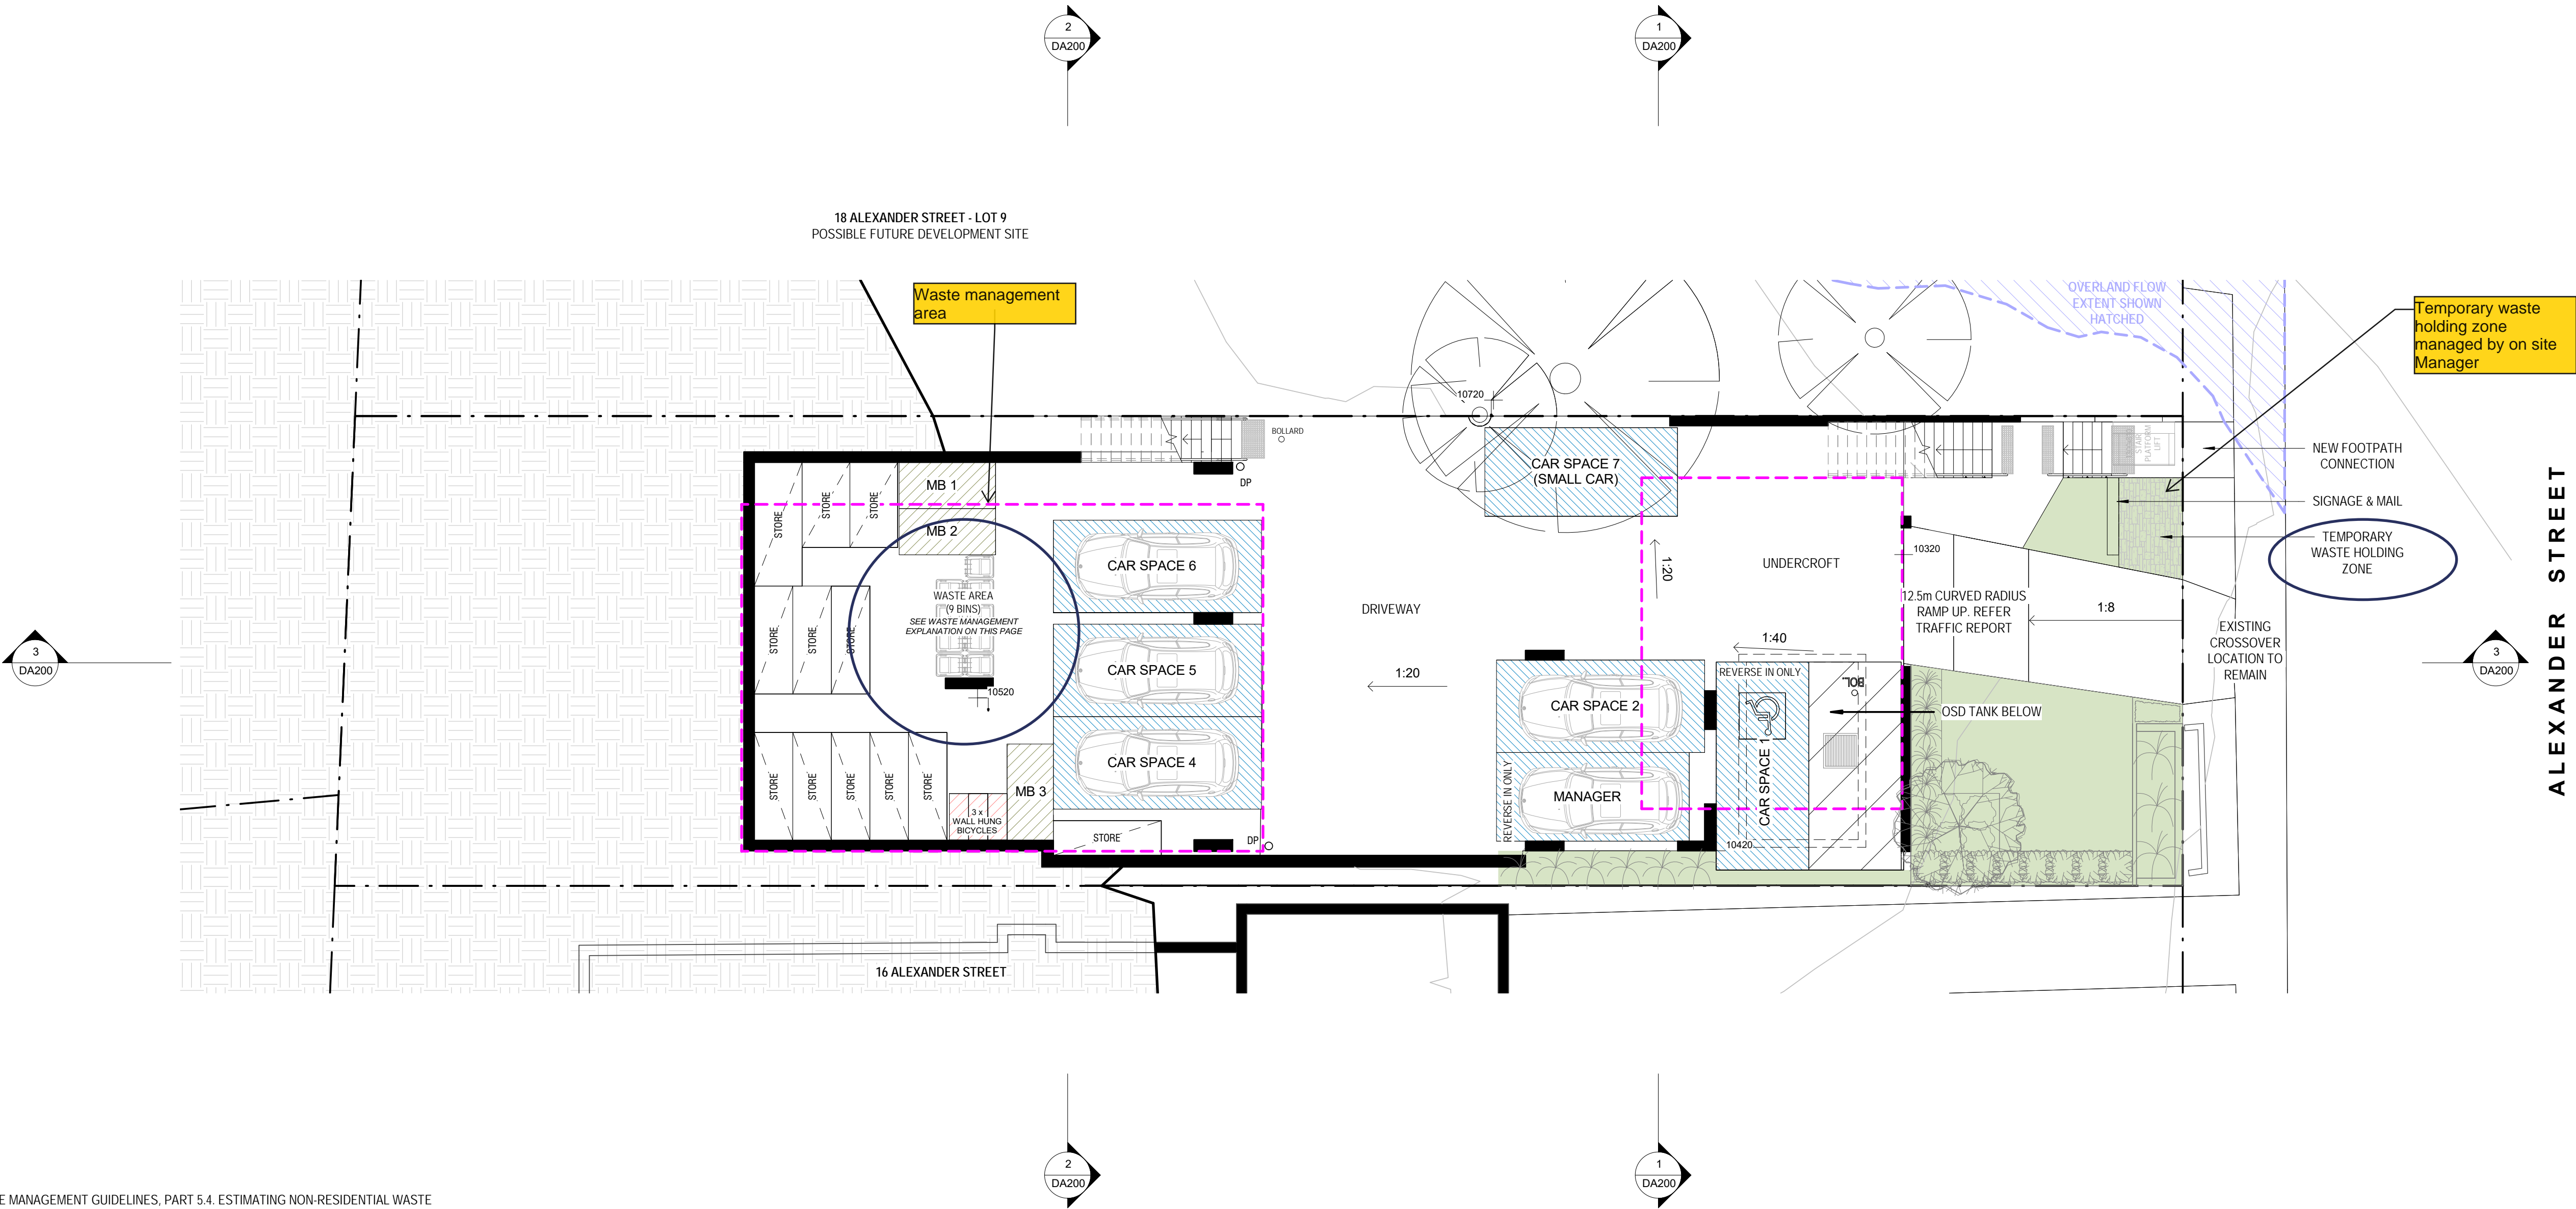 2
DA200
1
DA200
18 ALEXANDER STREET - LOT 9
POSSIBLE FUTURE DEVELOPMENT SITE
Waste management
area
OVERLAND FLOW
EXTENT SHOWN
HATCHED
Temporary waste
holding zone
managed by on site
Manager
10720
BOLLARD
STAIR
PLATFORM
LIFT
NEW FOOTPATH
CONNECTION
CAR SPACE 7
(SMALL CAR)
DP
MB 1
STORE
STORE
STORE
SIGNAGE & MAIL
MB 2
TEMPORARY
WASTE HOLDING
ZONE
10320
UNDERCROFT
CAR SPACE 6
1:20
WASTE AREA
(9 BINS)
SEE WASTE MANAGEMENT
EXPLANATION ON THIS PAGE
DRIVEWAY
12.5m CURVED RADIUS
RAMP UP. REFER
TRAFFIC REPORT
1:8
STORE
STORE
STORE
1:40
EXISTING
CROSSOVER
LOCATION TO
REMAIN
ALEXANDER STREET
3
DA200
3
DA200
CAR SPACE 5
1:20
REVERSE IN ONLY
BOL.
10520
CAR SPACE 2
OSD TANK BELOW
CAR SPACE 4
CAR SPACE 1
STORE
STORE
STORE
STORE
STORE
MB 3
REVERSE IN ONLY
MANAGER
3 x
WALL HUNG
BICYCLES
STORE
DP
10420
16 ALEXANDER STREET
2
DA200
1
DA200
E MANAGEMENT GUIDELINES, PART 5.4. ESTIMATING NON-RESIDENTIAL WASTE